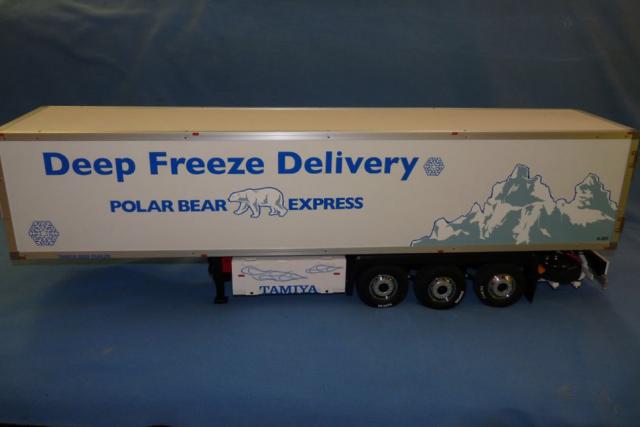 Deep Freeze Delivery
POLAR BEAR EXPRESS
TAMIYA